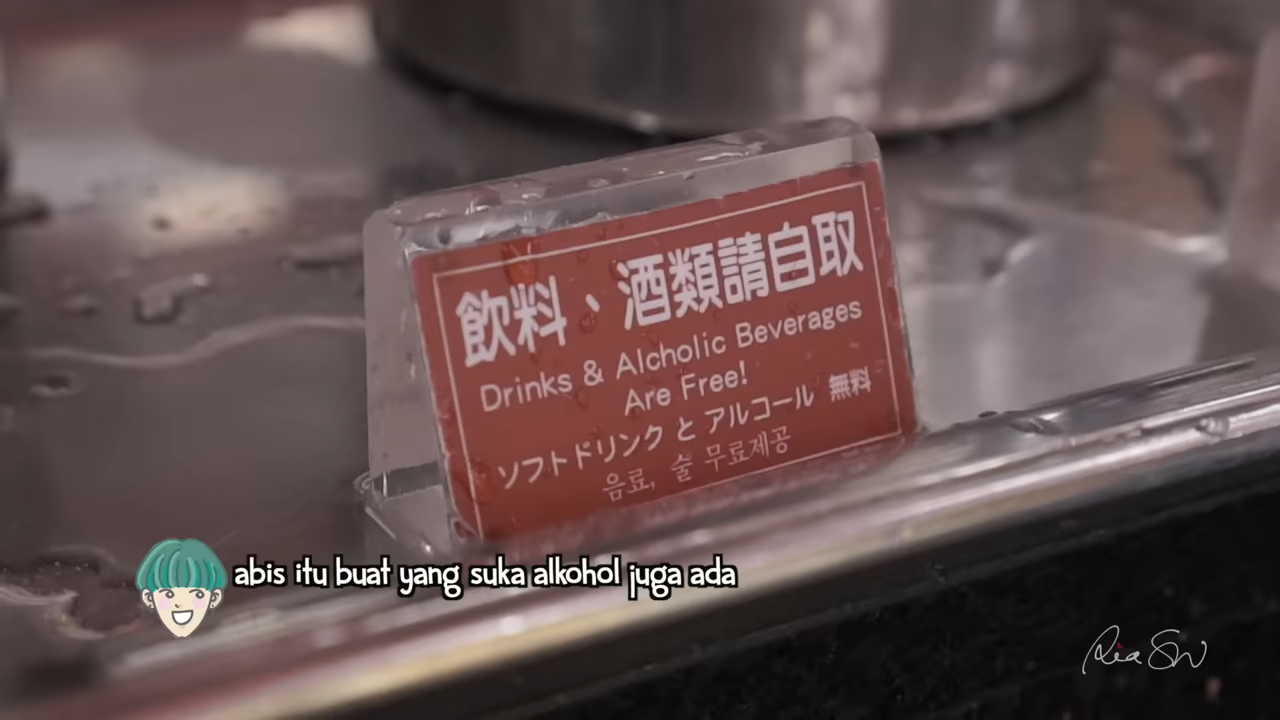 飲料、酒類請自取
Drinks & Alcholic Beverages
Are Free!
ソフトドリンク と アルコール 無料
음료, 술 무료제공
abis itu buat yang suka alkohol juga ada
Ria SW